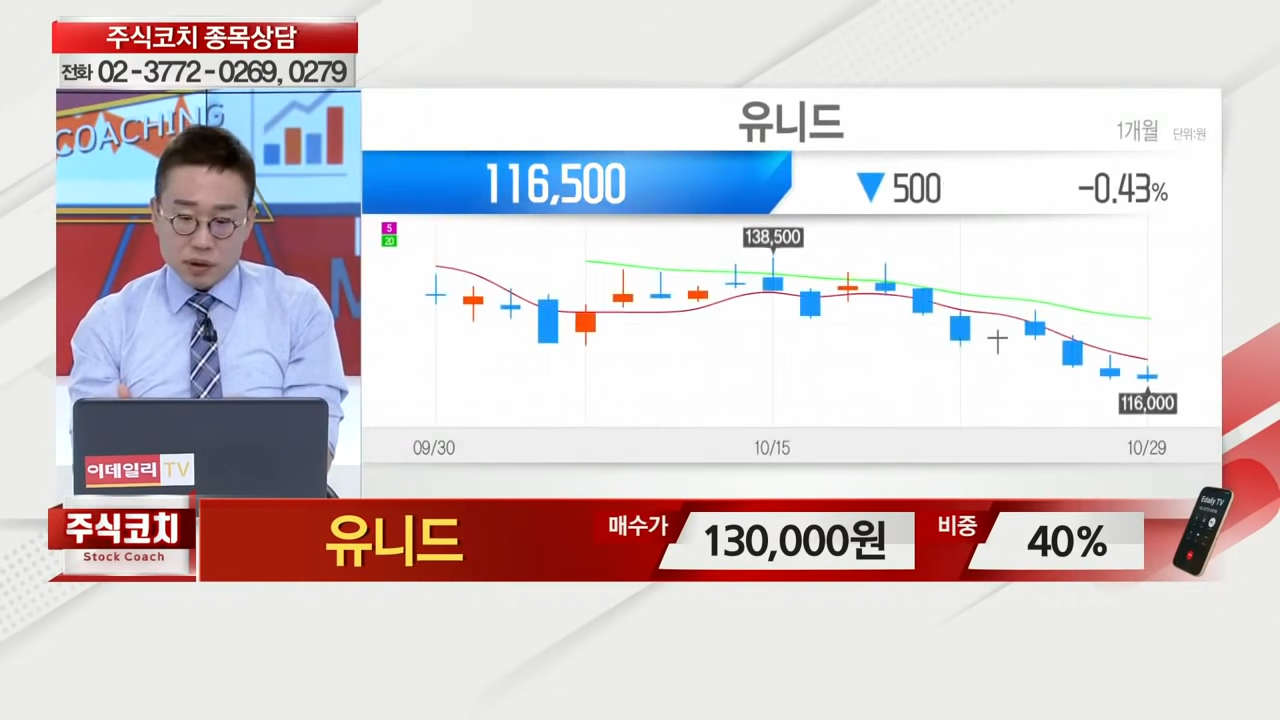 주식코치 종목상담
전화 02-3772-0269, 0279
COACHING
유니드
1개월 단위:원
116,500 ▼ 500 -0.43%
5
20
138,500
116,000
09/30 10/15 10/29
이데일리 TV
주식코치
Stock Coach
유니드 매수가 130,000원 비중 40%
Edaily TV